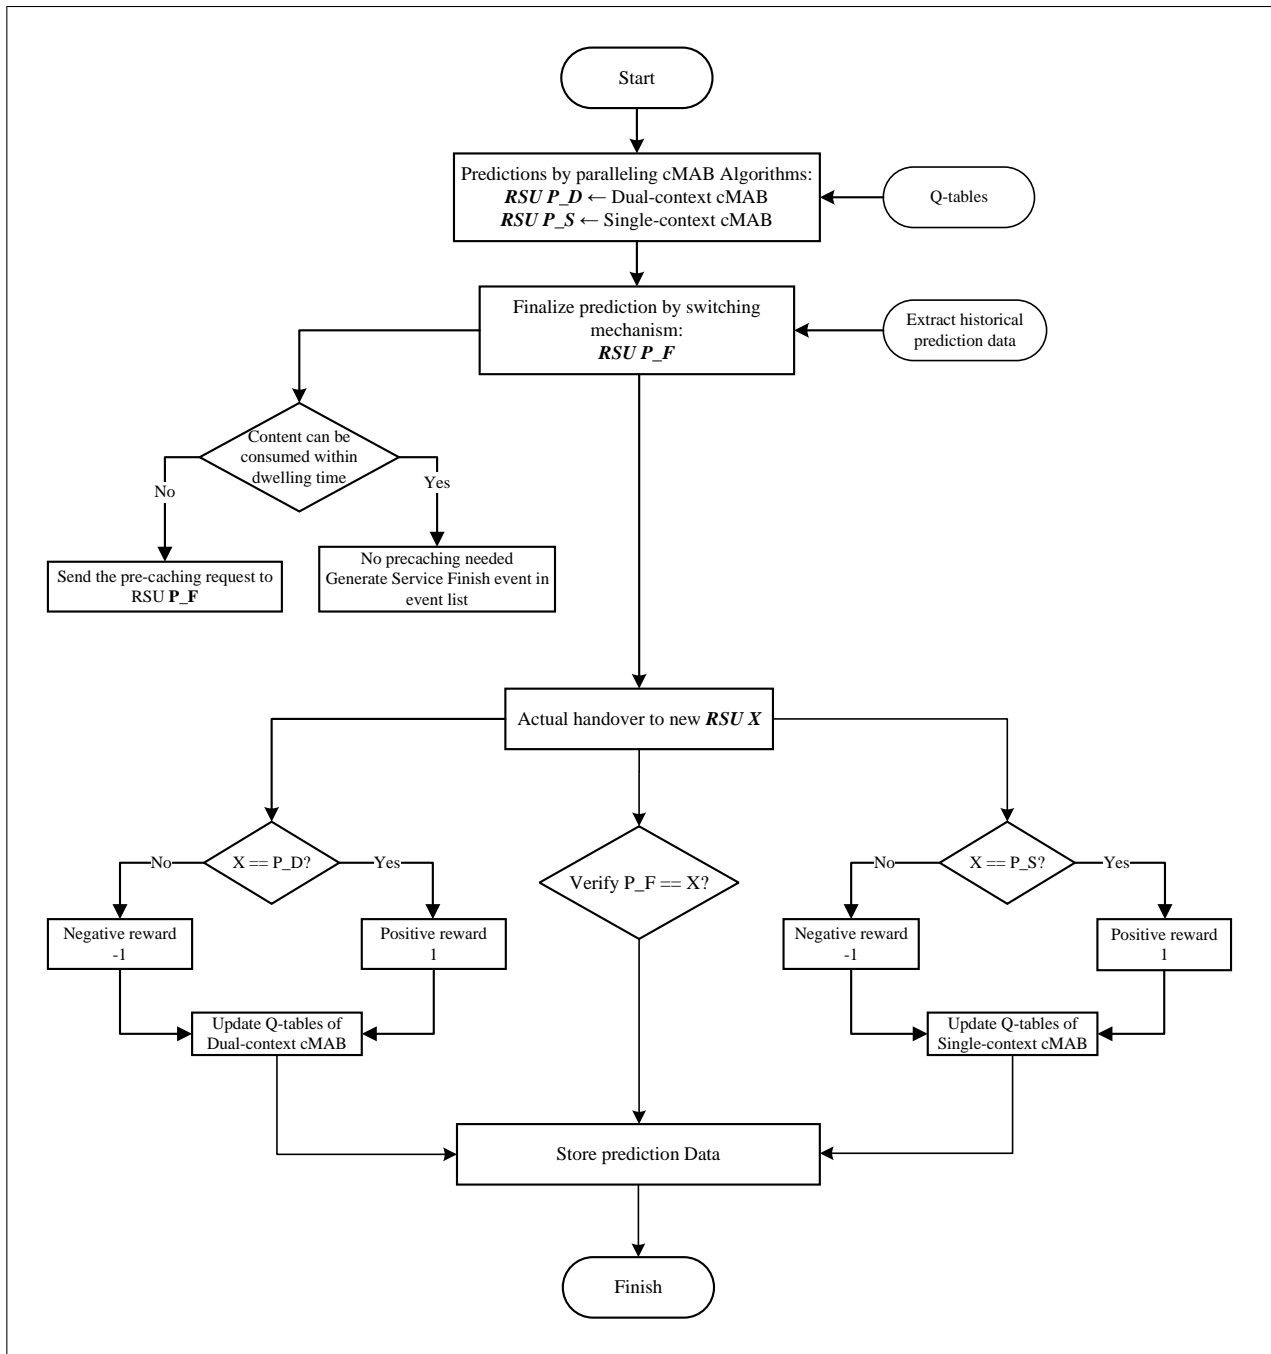 Start
Predictions by paralleling cMAB Algorithms:
RSU P_D ← Dual-context cMAB
RSU P_S ← Single-context cMAB
Q-tables
Finalize prediction by switching
mechanism:
RSU P_F
Extract historical
prediction data
Content can be
consumed within
dwelling time
No
Yes
Send the pre-caching request to
RSU P_F
No precaching needed
Generate Service Finish event in
event list
Actual handover to new RSU X
No
X == P_D?
Yes
Verify P_F == X?
No
X == P_S?
Yes
Negative reward
-1
Positive reward
1
Negative reward
-1
Positive reward
1
Update Q-tables of
Dual-context cMAB
Update Q-tables of
Single-context cMAB
Store prediction Data
Finish